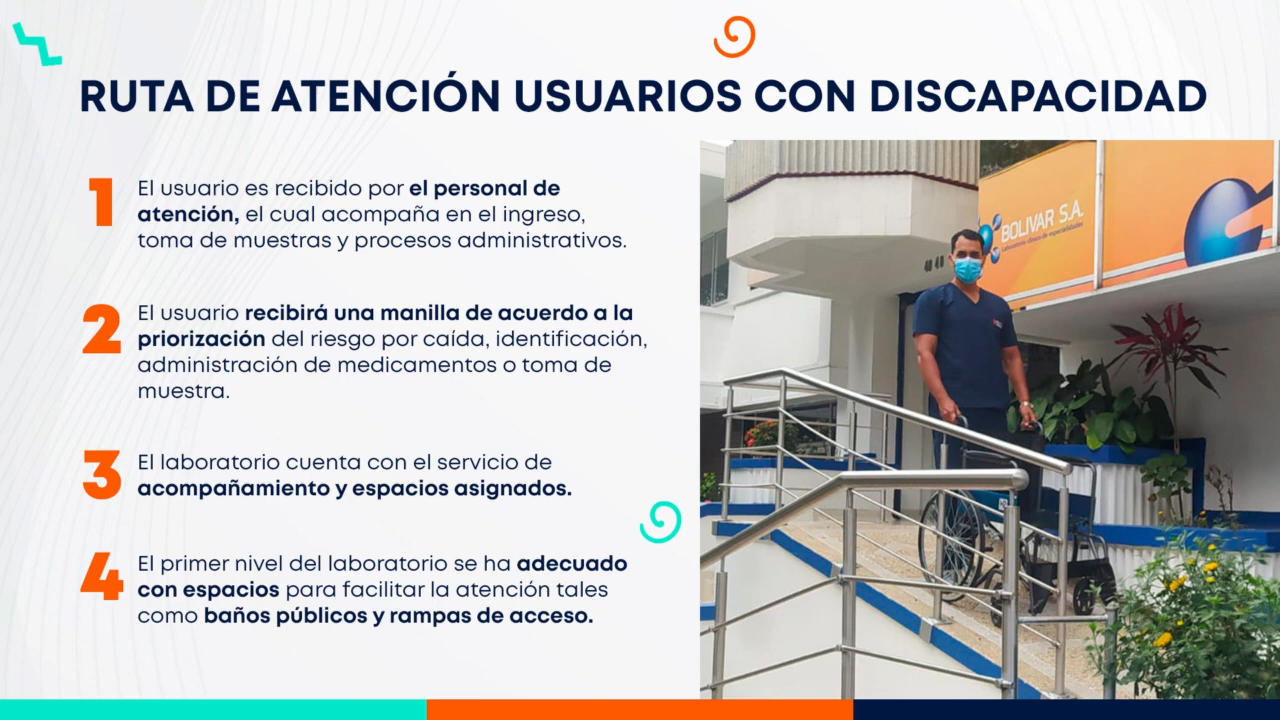 RUTA DE ATENCIÓN USUARIOS CON DISCAPACIDAD
1
El usuario es recibido por el personal de
atención, el cual acompaña en el ingreso,
toma de muestras y procesos administrativos.
2
El usuario recibirá una manilla de acuerdo a la
priorización del riesgo por caída, identificación,
administración de medicamentos o toma de
muestra.
3
El laboratorio cuenta con el servicio de
acompañamiento y espacios asignados.
4
El primer nivel del laboratorio se ha adecuado
con espacios para facilitar la atención tales
como baños públicos y rampas de acceso.
BOLIVAR S.A.
Laboratorio clínico de especialidades